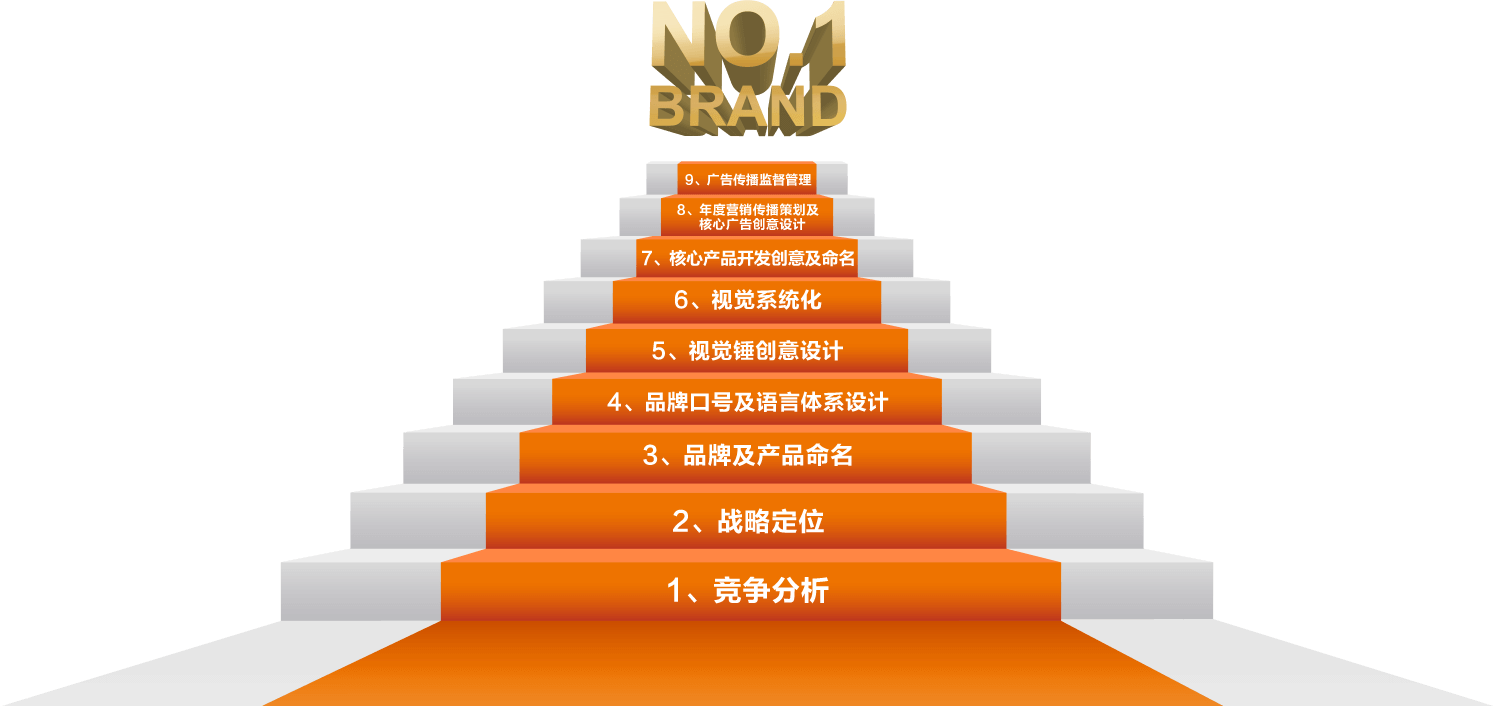 NO.1
BRAND
9、广告传播监督管理
8、年度营销传播策划及
核心广告创意设计
7、核心产品开发创意及命名
6、视觉系统化
5、视觉锤创意设计
4、品牌口号及语言体系设计
3、品牌及产品命名
2、战略定位
1、竞争分析